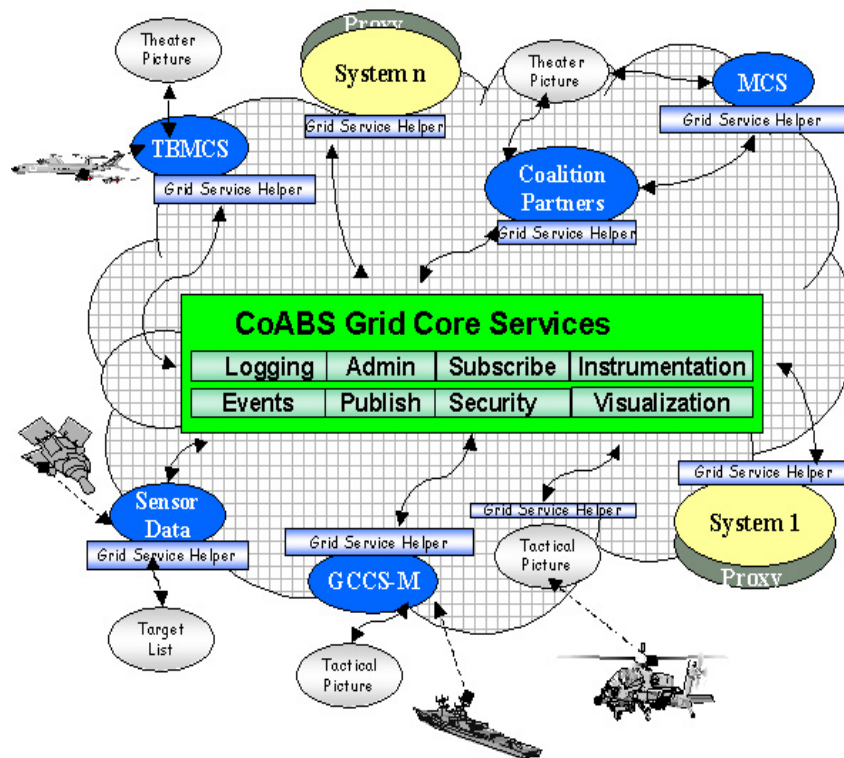 Proxy
System n
Grid Service Helper
Theater
Picture
Theater
Picture
MCS
Grid Service Helper
TBMCS
Grid Service Helper
Coalition
Partners
Grid Service Helper
CoABS Grid Core Services
Logging Admin Subscribe Instrumentation
Events Publish Security Visualization
Grid Service Helper
System 1
Proxy
Sensor
Data
Grid Service Helper
Target
List
Grid Service Helper
GCCS-M
Tactical
Picture
Grid Service Helper
Tactical
Picture